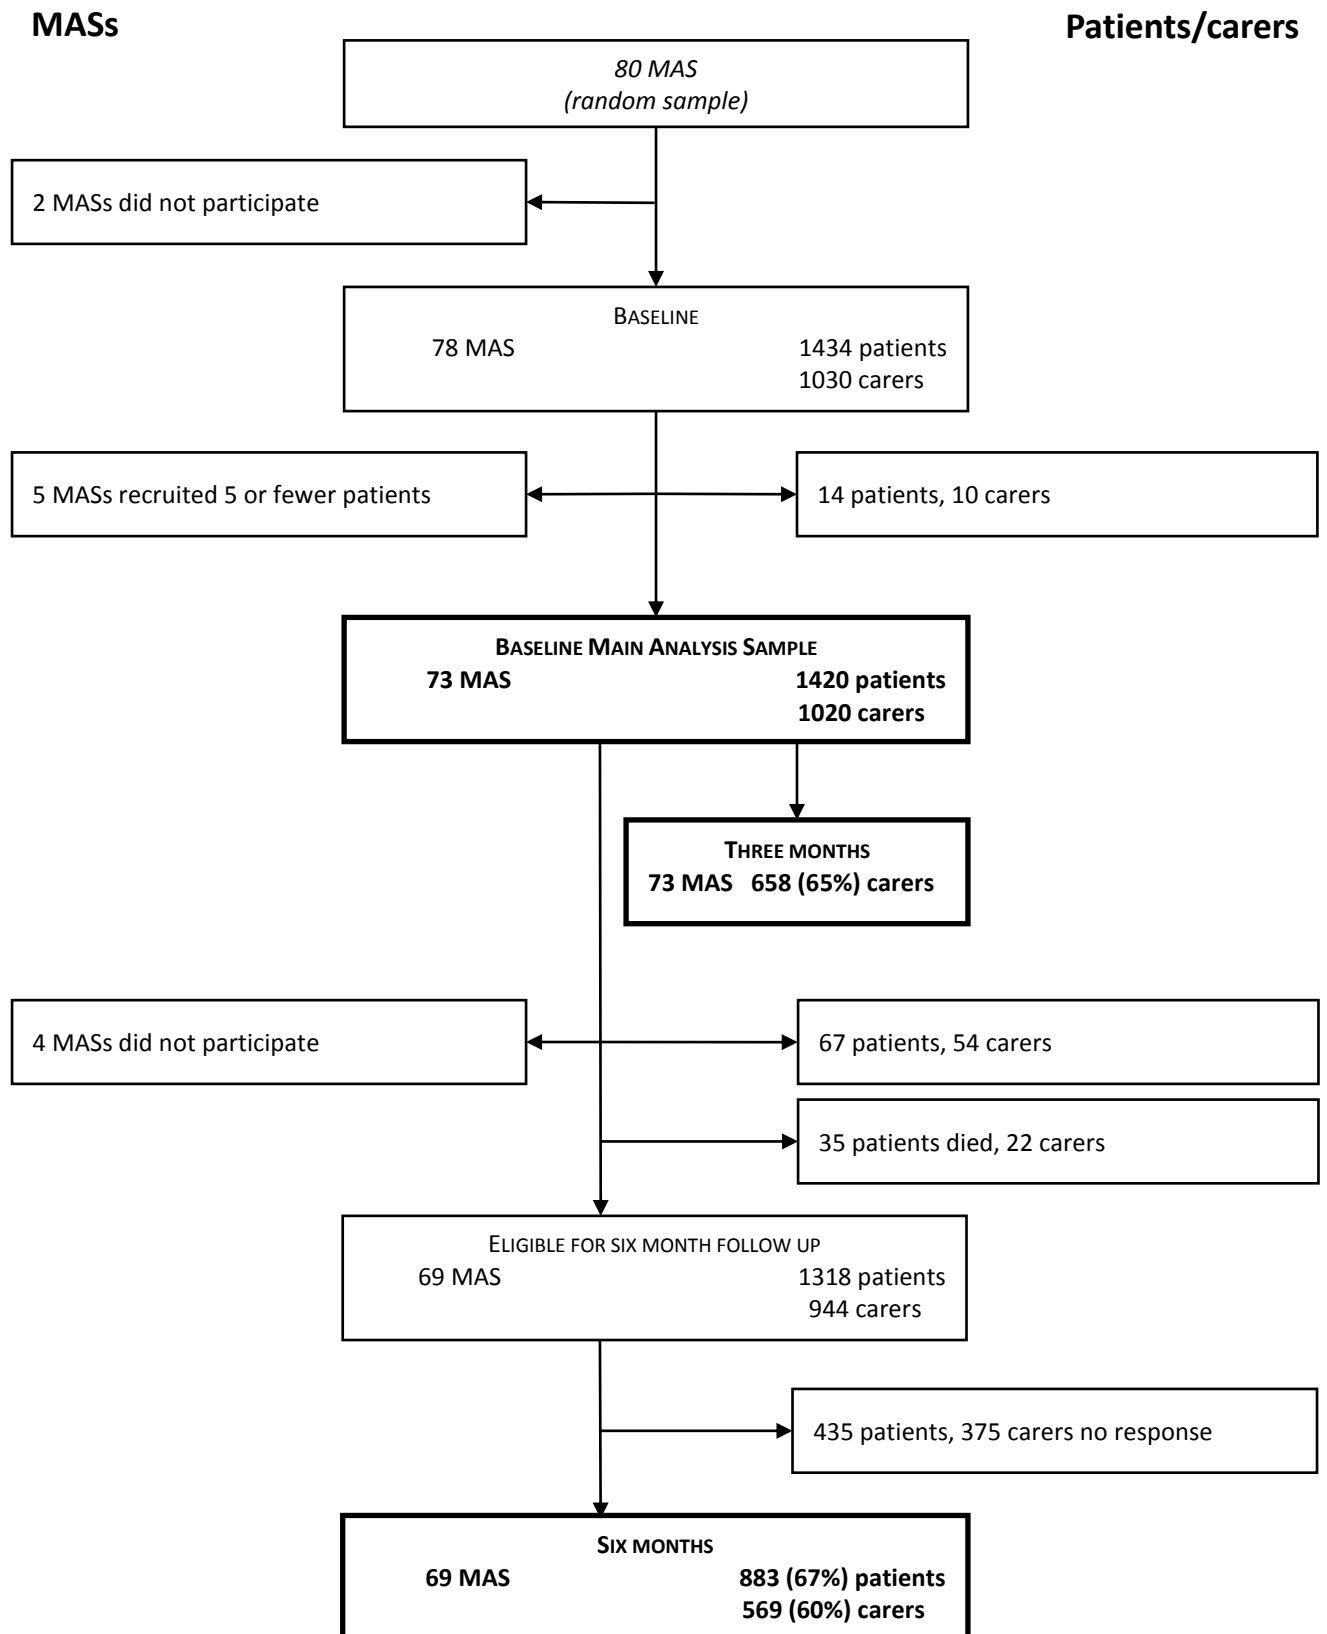 MASs
Patients/carers
80 MAS
(random sample)
2 MASs did not participate
BASELINE
78 MAS 1434 patients
1030 carers
5 MASs recruited 5 or fewer patients
14 patients, 10 carers
BASELINE MAIN ANALYSIS SAMPLE
73 MAS 1420 patients
1020 carers
THREE MONTHS
73 MAS 658 (65%) carers
4 MASs did not participate
67 patients, 54 carers
35 patients died, 22 carers
ELIGIBLE FOR SIX MONTH FOLLOW UP
69 MAS 1318 patients
944 carers
435 patients, 375 carers no response
SIX MONTHS
69 MAS 883 (67%) patients
569 (60%) carers